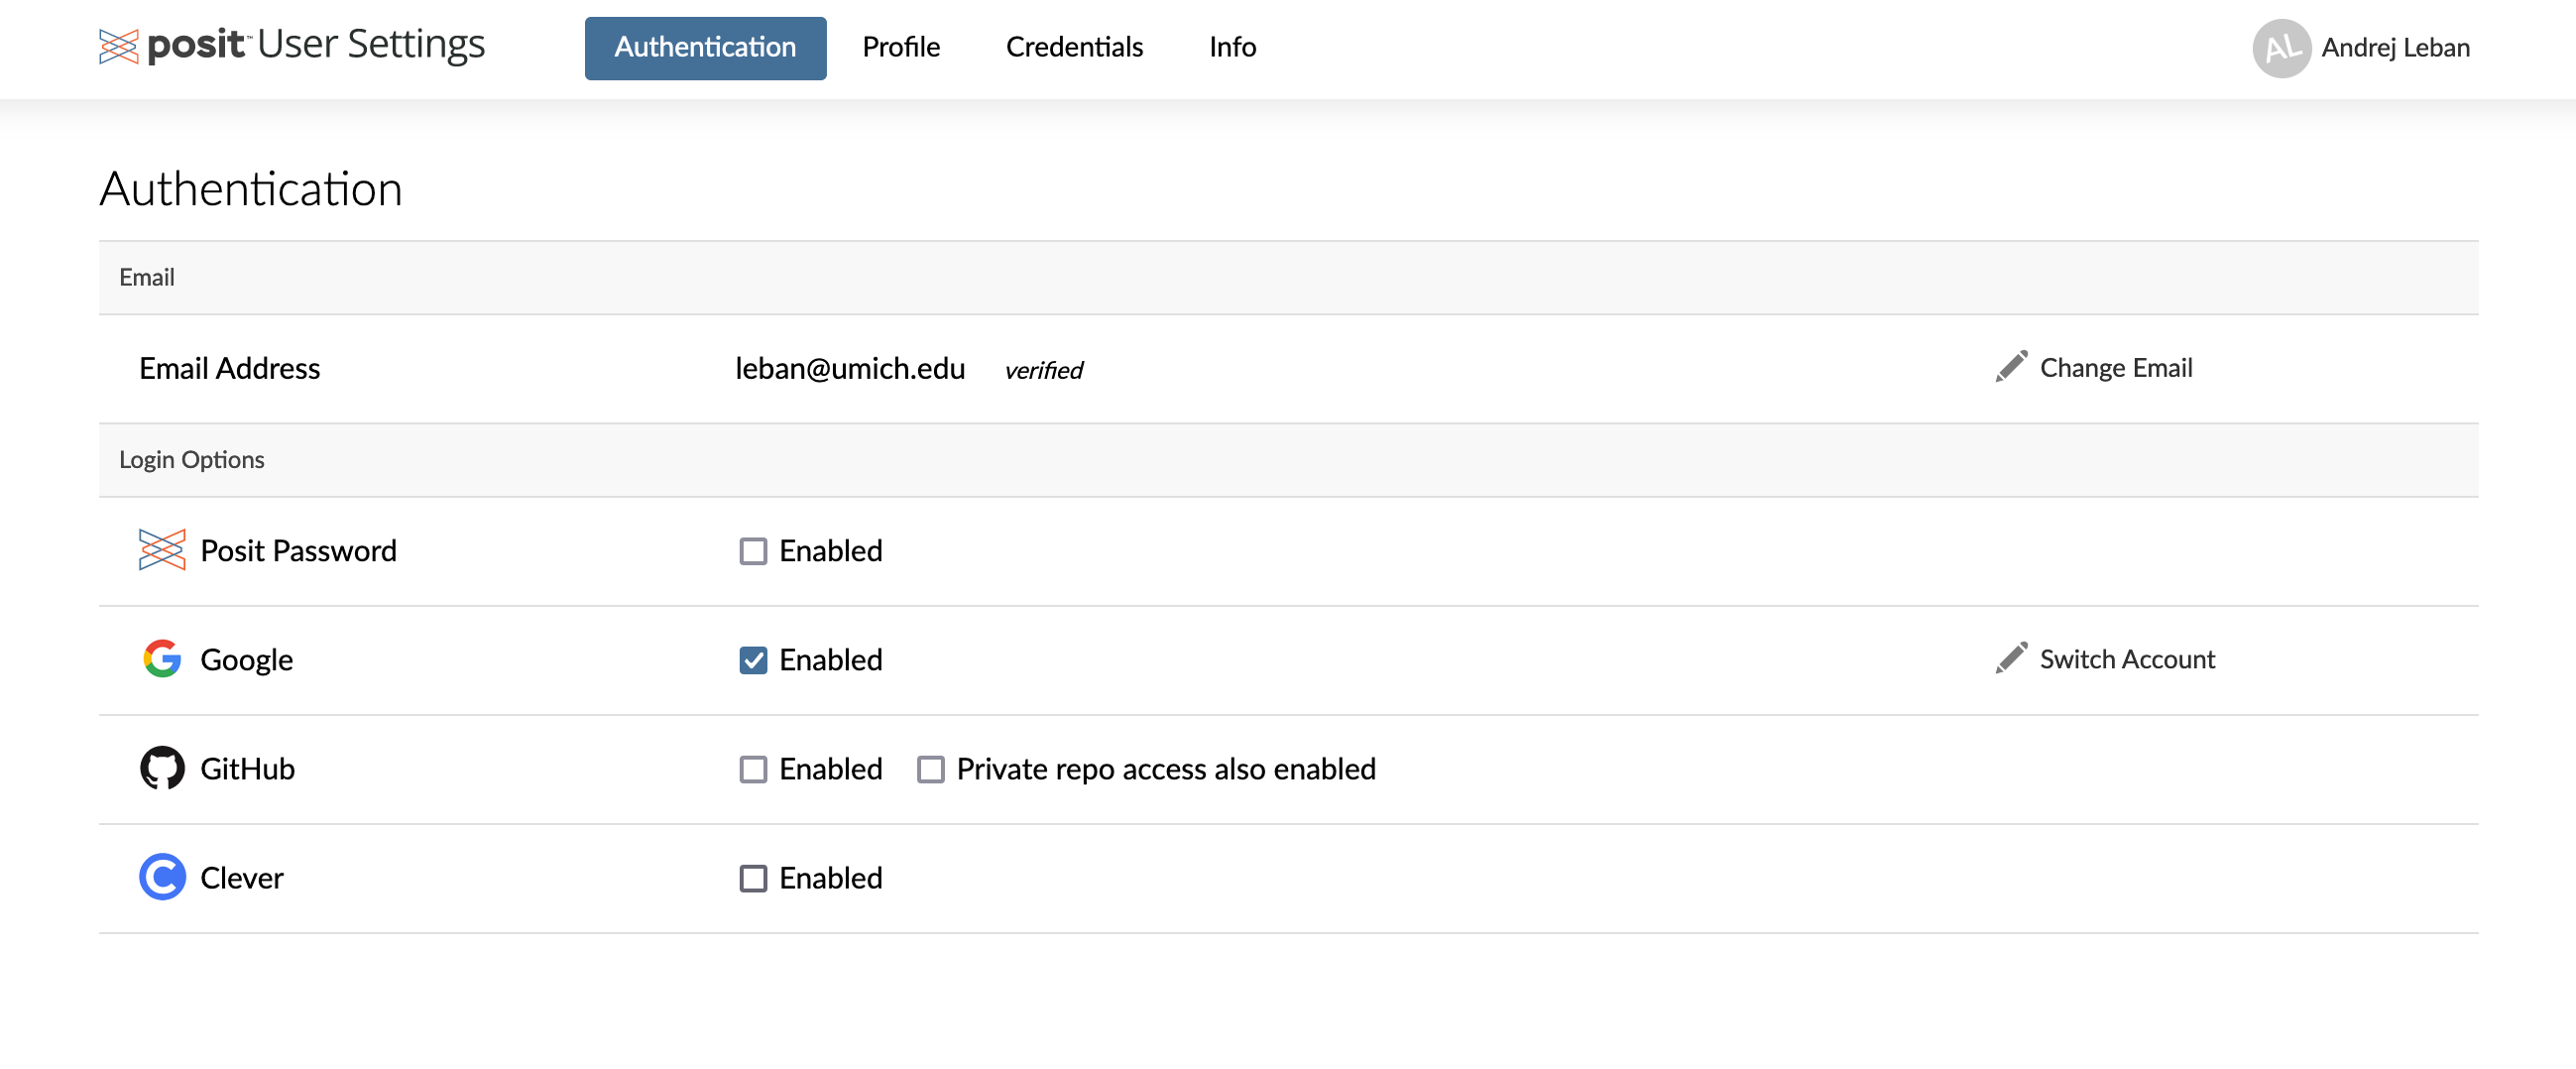 posit™ User Settings Authentication Profile Credentials Info AL Andrej Leban
Authentication
Email
Email Address leban@umich.edu verified Change Email
Login Options
Posit Password Enabled
Google Enabled Switch Account
GitHub Enabled Private repo access also enabled
Clever Enabled